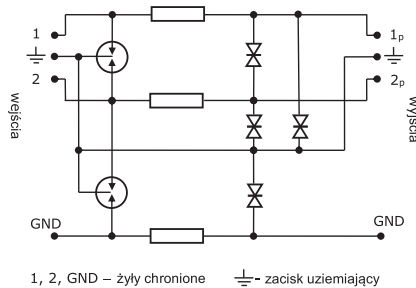 1
2
wejścia
GND
1p
2p
wyjścia
GND
1, 2, GND – żyły chronione
- zacisk uziemiający